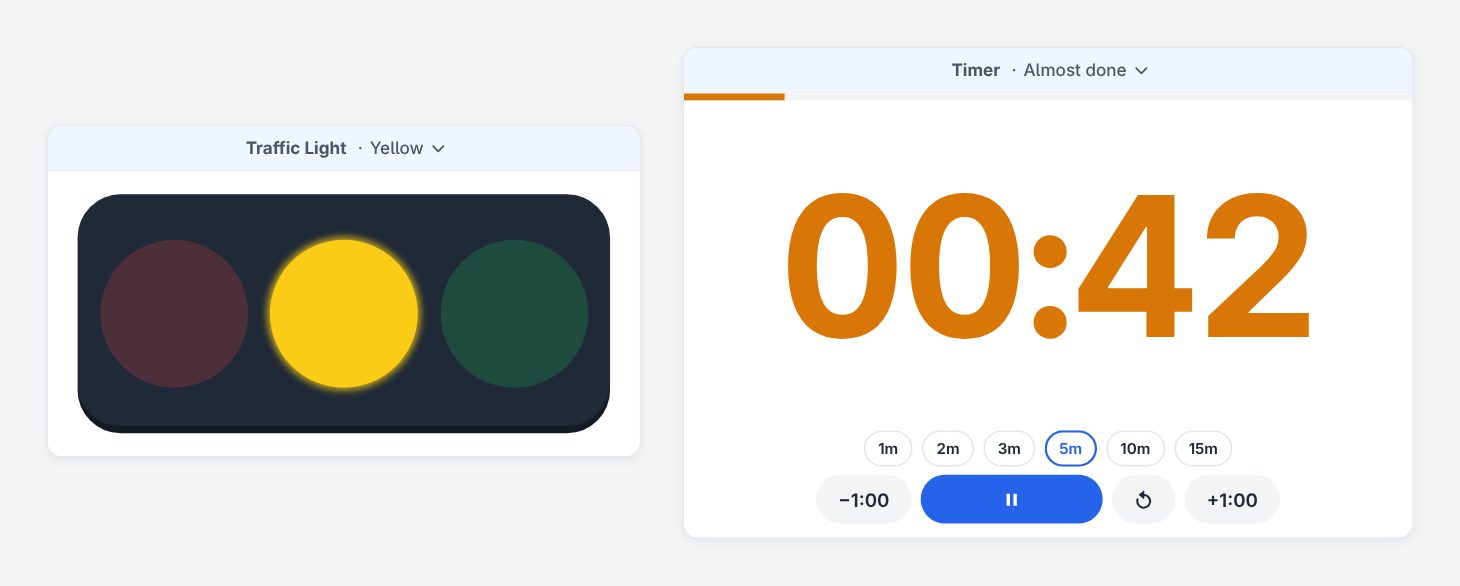 Traffic Light · Yellow
Timer · Almost done
00:42
1m 2m 3m 5m 10m 15m
−1:00 +1:00